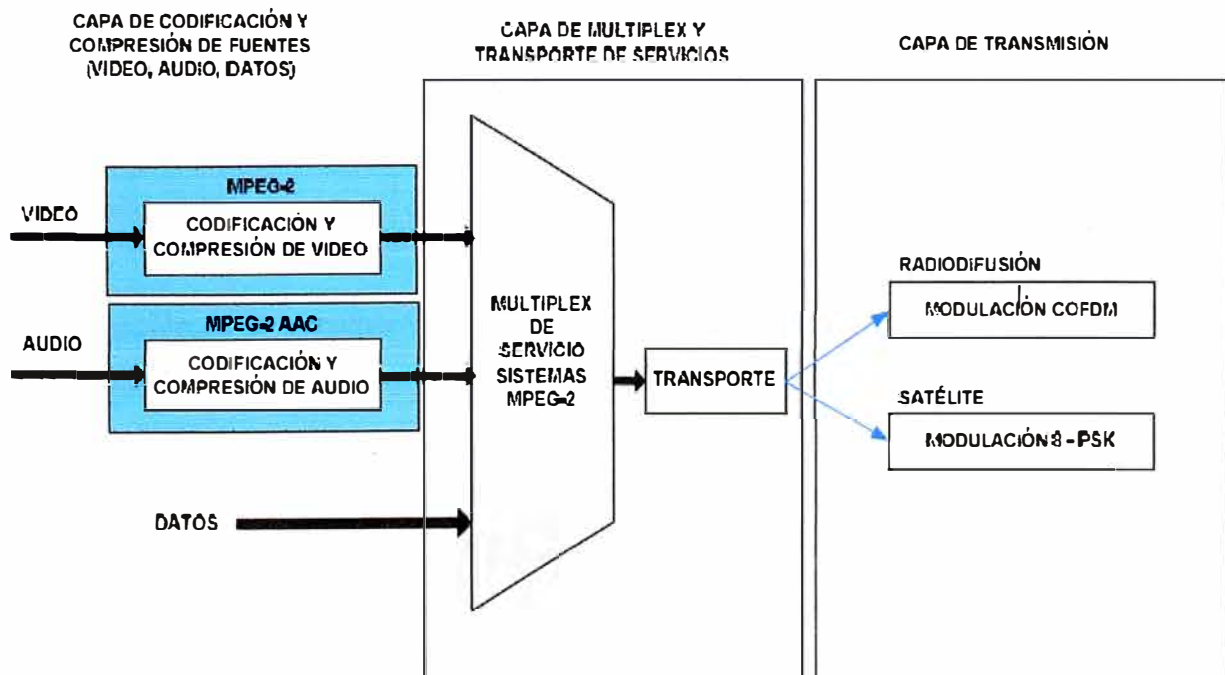 CAPA DE CODIFICACIÓN Y
COMPRESIÓN DE FUENTES
(VIDEO, AUDIO, DATOS)
CAPA DE MULTIPLEX Y
TRANSPORTE DE SERVICIOS
CAPA DE TRANSMISIÓN
MPEG-2
VIDEO
CODIFICACIÓN Y
COMPRESIÓN DE VIDEO
MPEG-2 AAC
AUDIO
CODIFICACIÓN Y
COMPRESIÓN DE AUDIO
DATOS
MULTIPLEX
DE
SERVICIO
SISTEMAS
MPEG-2
TRANSPORTE
RADIODIFUSIÓN
MODULACIÓN COFDM
SATÉLITE
MODULACIÓN 8 - PSK